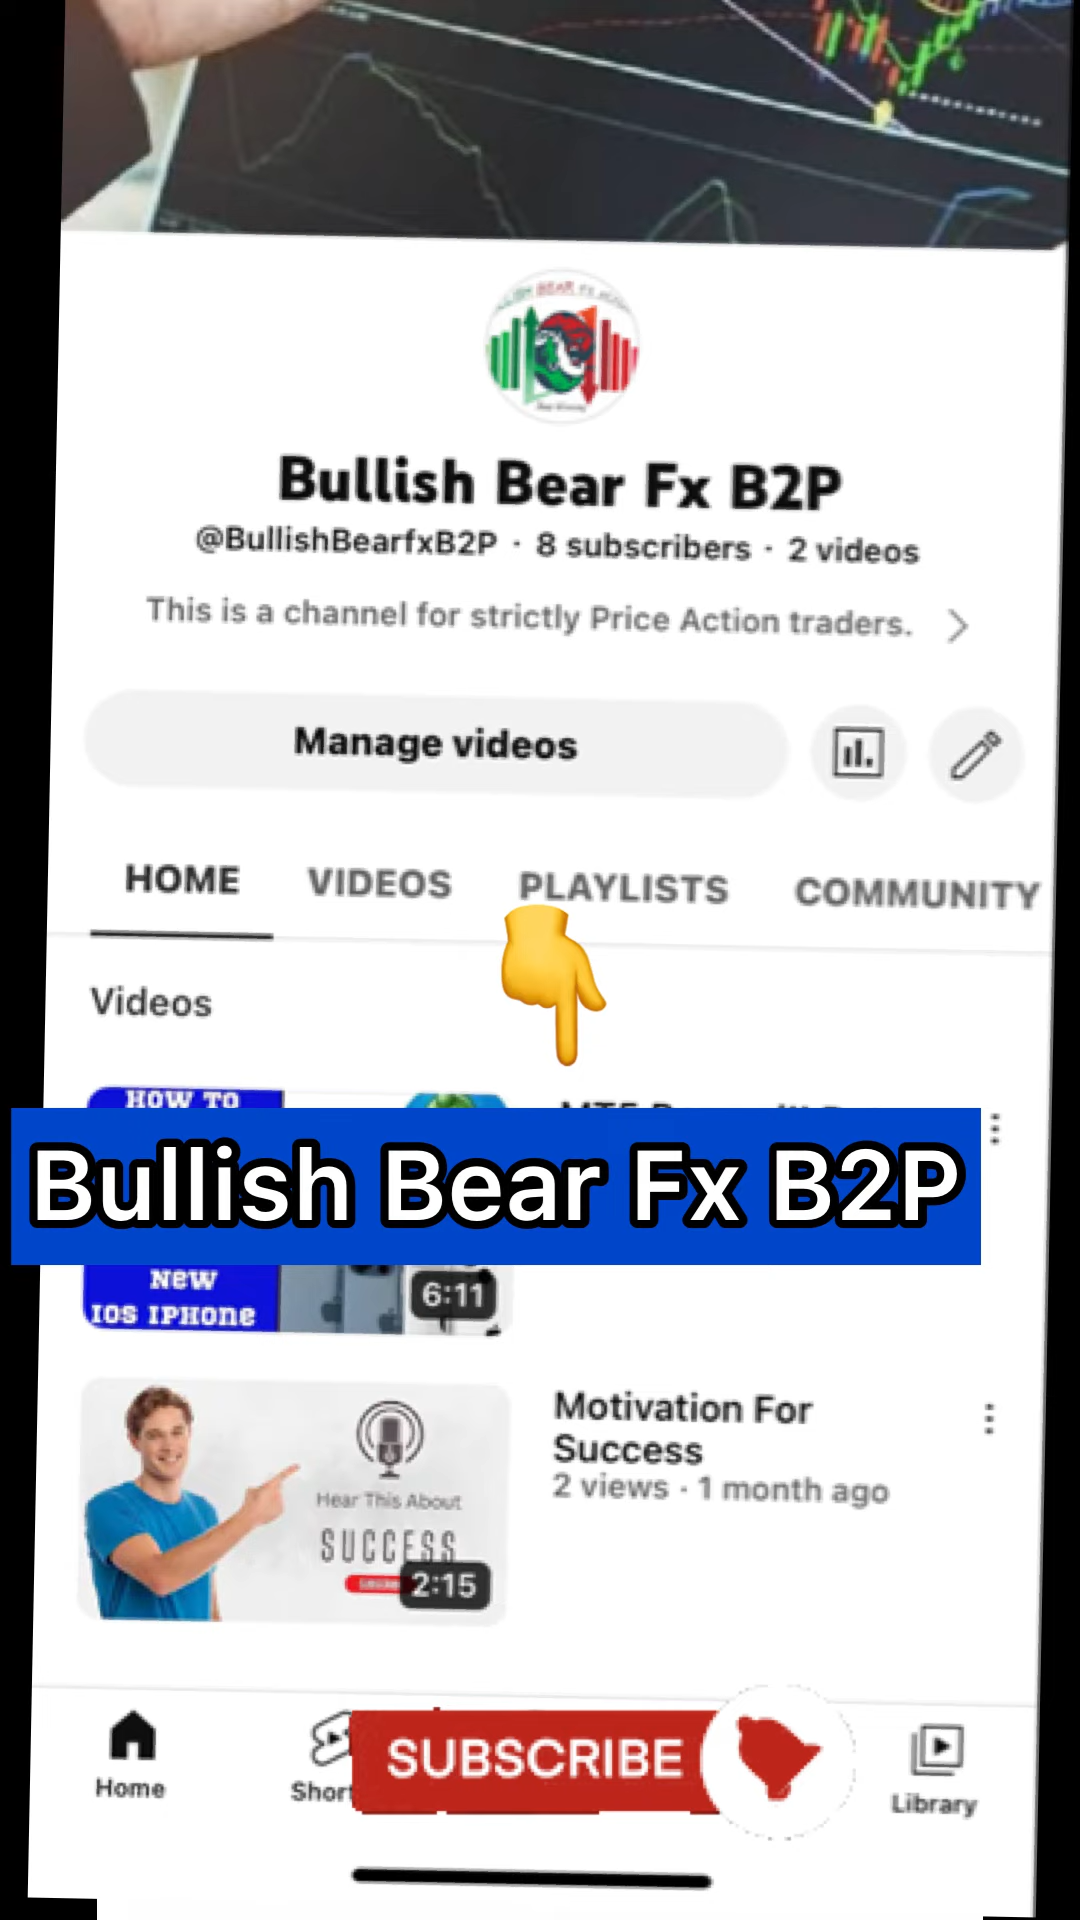 BEAR
Bullish Bear Fx B2P
@BullishBearfxB2P · 8 subscribers · 2 videos
This is a channel for strictly Price Action traders.
Manage videos
HOME VIDEOS PLAYLISTS COMMUNITY
Videos
HOW TO
Bullish Bear Fx B2P
New
IOS IPHone
6:11
Motivation For
Success
2 views · 1 month ago
Hear This About
SUCCESS
2:15
SUBSCRIBE
Home
Library